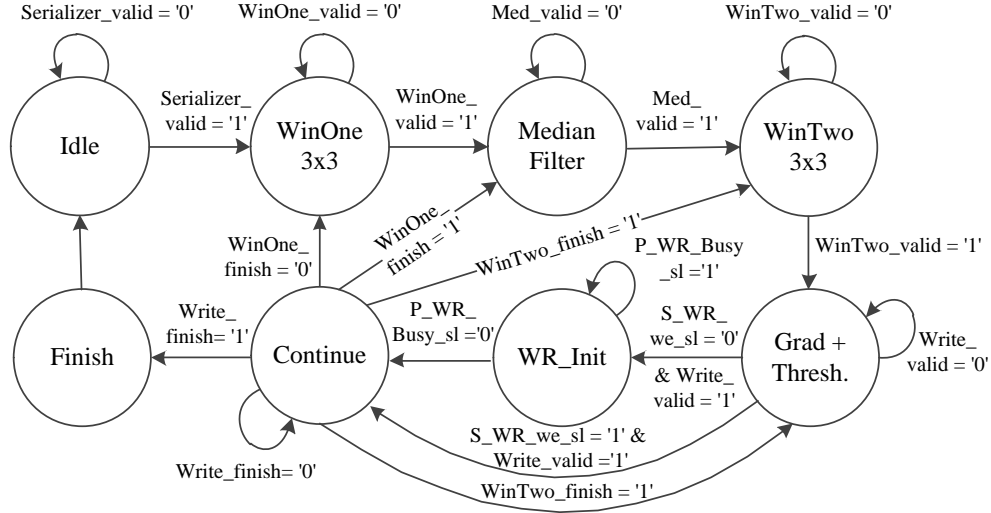 Serializer_valid = '0'
WinOne_valid = '0'
Med_valid = '0'
WinTwo_valid = '0'
Idle
Serializer_
valid = '1'
WinOne
3x3
WinOne_
valid = '1'
Median
Filter
Med_
valid = '1'
WinTwo
3x3
WinOne_
finish = '0'
WinOne_
finish = '1'
WinTwo_finish = '1'
WinTwo_valid = '1'
P_WR_Busy
_sl ='1'
Finish
Write_
finish= '1'
Continue
P_WR_
Busy_sl ='0'
WR_Init
S_WR_
we_sl = '0'
& Write_
valid = '1'
Grad +
Thresh.
Write_
valid = '0'
Write_finish= '0'
S_WR_we_sl = '1' &
Write_valid ='1'
WinTwo_finish = '1'